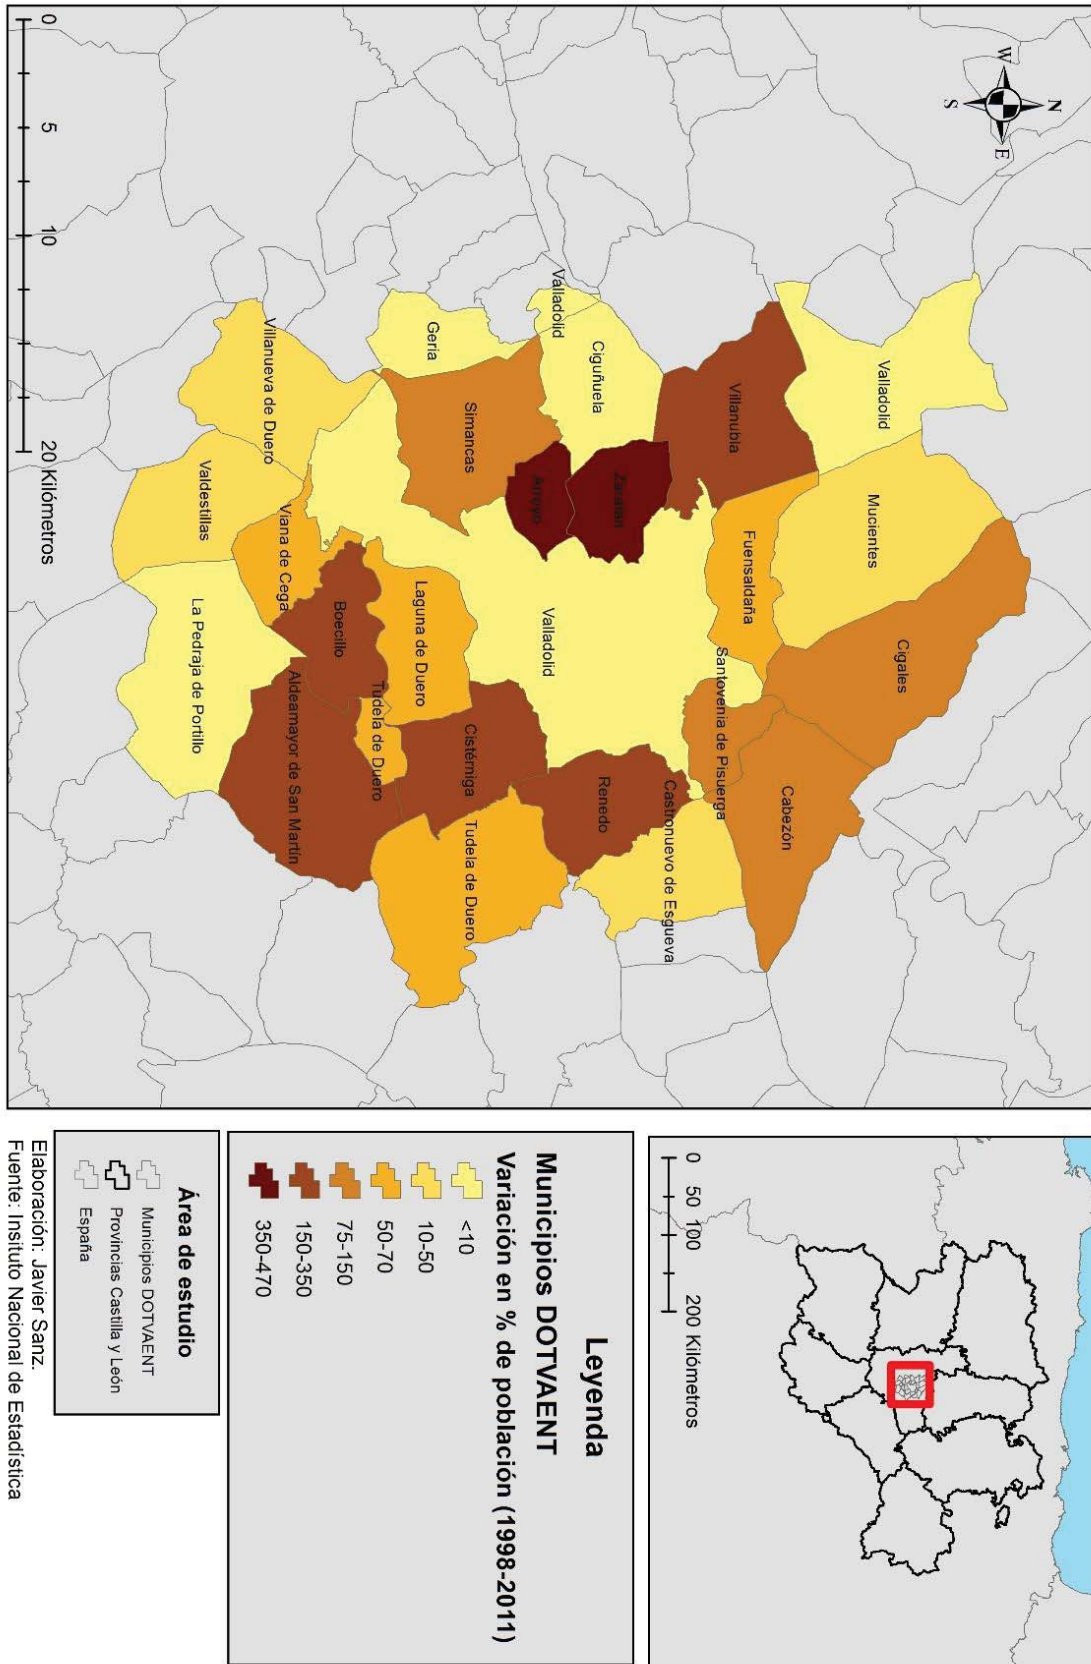 N
W
E
S
Valladolid
Mucientes
Cigales
Villanubla
Fuensaldaña
Cabezón
Santovenia de Pisuerga
Castronuevo de Esgueva
Valladolid
Ciguñuela
Zaratán
Arroyo
Valladolid
Renedo
Geria
Simancas
Laguna de Duero
Cistérniga
Tudela de Duero
Tudela de Duero
Villanueva de Duero
Viana de Cega
Boecillo
Aldeamayor de San Martín
Valdestillas
La Pedraja de Portillo
0 5 10 20 Kilómetros
0 50 100 200 Kilómetros
Leyenda
Municipios DOTVAENT
Variación en % de población (1998-2011)
<10
10-50
50-70
75-150
150-350
350-470
Área de estudio
Municipios DOTVAENT
Provincias Castilla y León
España
Elaboración: Javier Sanz.
Fuente: Insituto Nacional de Estadística